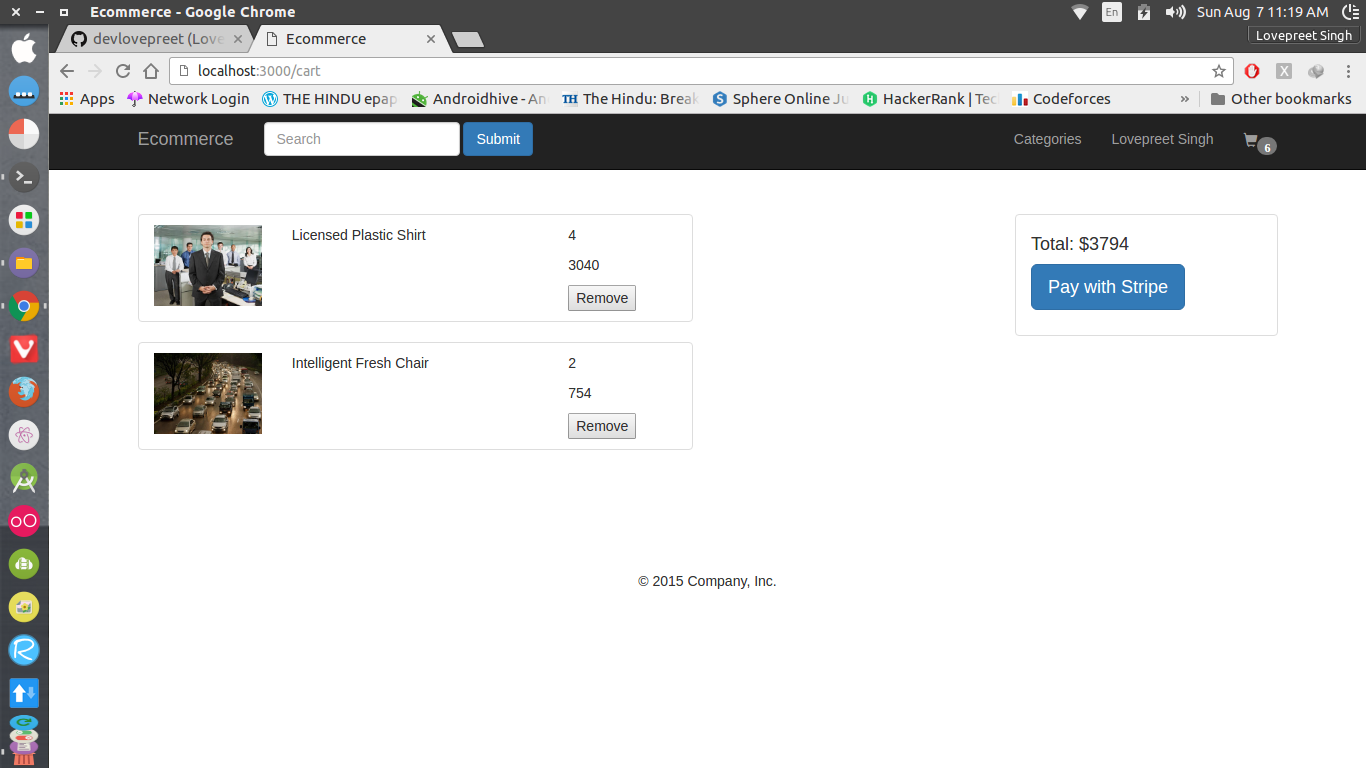 Ecommerce - Google Chrome
En
Sun Aug 7 11:19 AM
devlovepreet (Love
Ecommerce
Lovepreet Singh
localhost:3000/cart
Apps
Network Login
THE HINDU epap
Androidhive - An
TH
The Hindu: Break
Sphere Online Ju
HackerRank | Tec
Codeforces
»
Other bookmarks
Ecommerce
Search
Submit
Categories
Lovepreet Singh
6
Licensed Plastic Shirt
4
3040
Remove
Total: $3794
Pay with Stripe
Intelligent Fresh Chair
2
754
Remove
© 2015 Company, Inc.